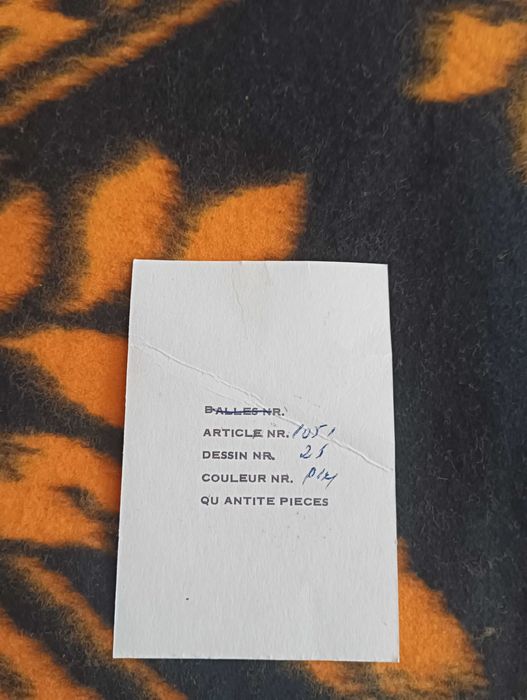 BALLES NR.
ARTICLE NR. 1051
DESSIN NR. 25
COULEUR NR.
QU ANTITE PIECES